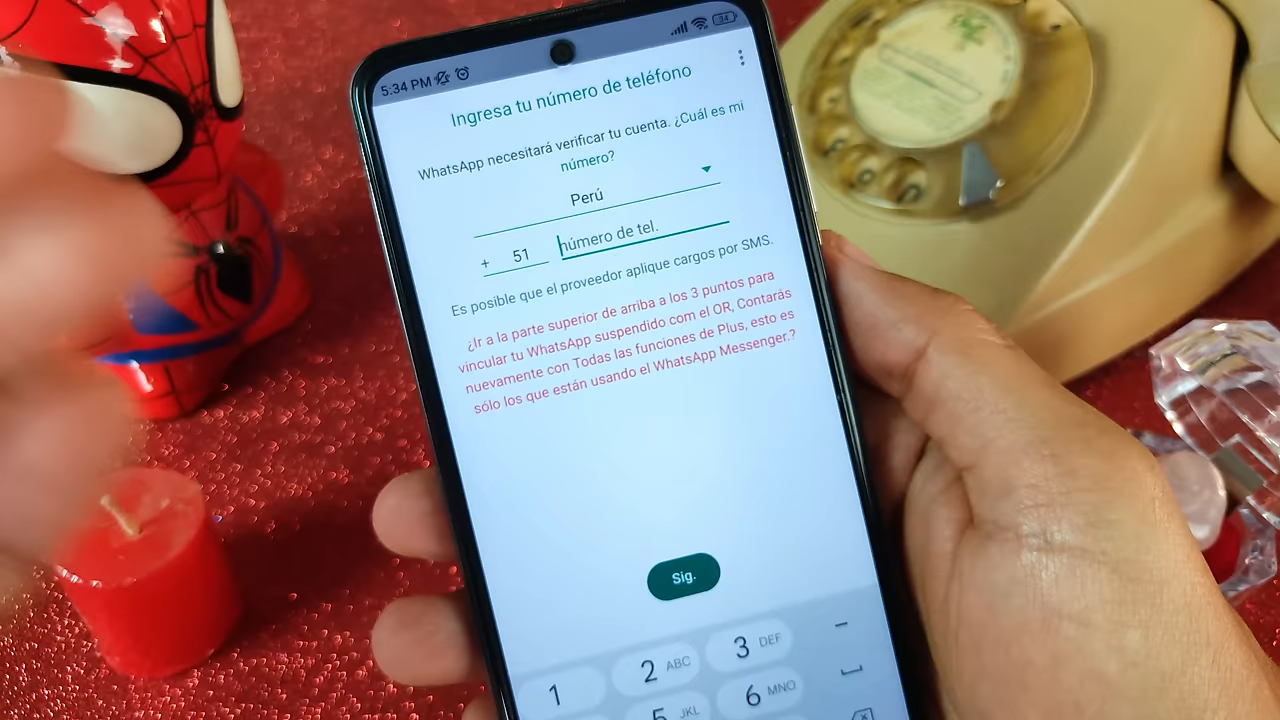 5:34 PM
94
Ingresa tu número de teléfono
WhatsApp necesitará verificar tu cuenta. ¿Cuál es mi
número?
Perú
+ 51 número de tel.
Es posible que el proveedor aplique cargos por SMS.
¿Ir a la parte superior de arriba a los 3 puntos para
vincular tu WhatsApp suspendido com el QR, Contarás
nuevamente con Todas las funciones de Plus, esto es
sólo los que están usando el WhatsApp Messenger.?
Sig.
1 2 ABC 3 DEF
5 JKL 6 MNO